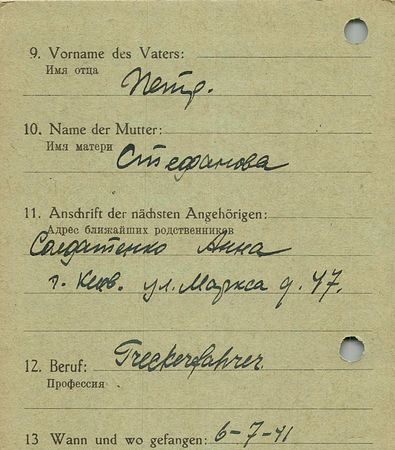 9. Vorname des Vaters:
Имя отца
Петр.
10. Name der Mutter:
Имя матери
Стефанова
11. Anschrift der nächsten Angehörigen:
Адрес ближайших родственников
Солдатенко Анна
г. Киев. ул. Маркса д. 47.
12. Beruf: Treckerfahrer.
Профессия
13 Wann und wo gefangen: 6-7-41